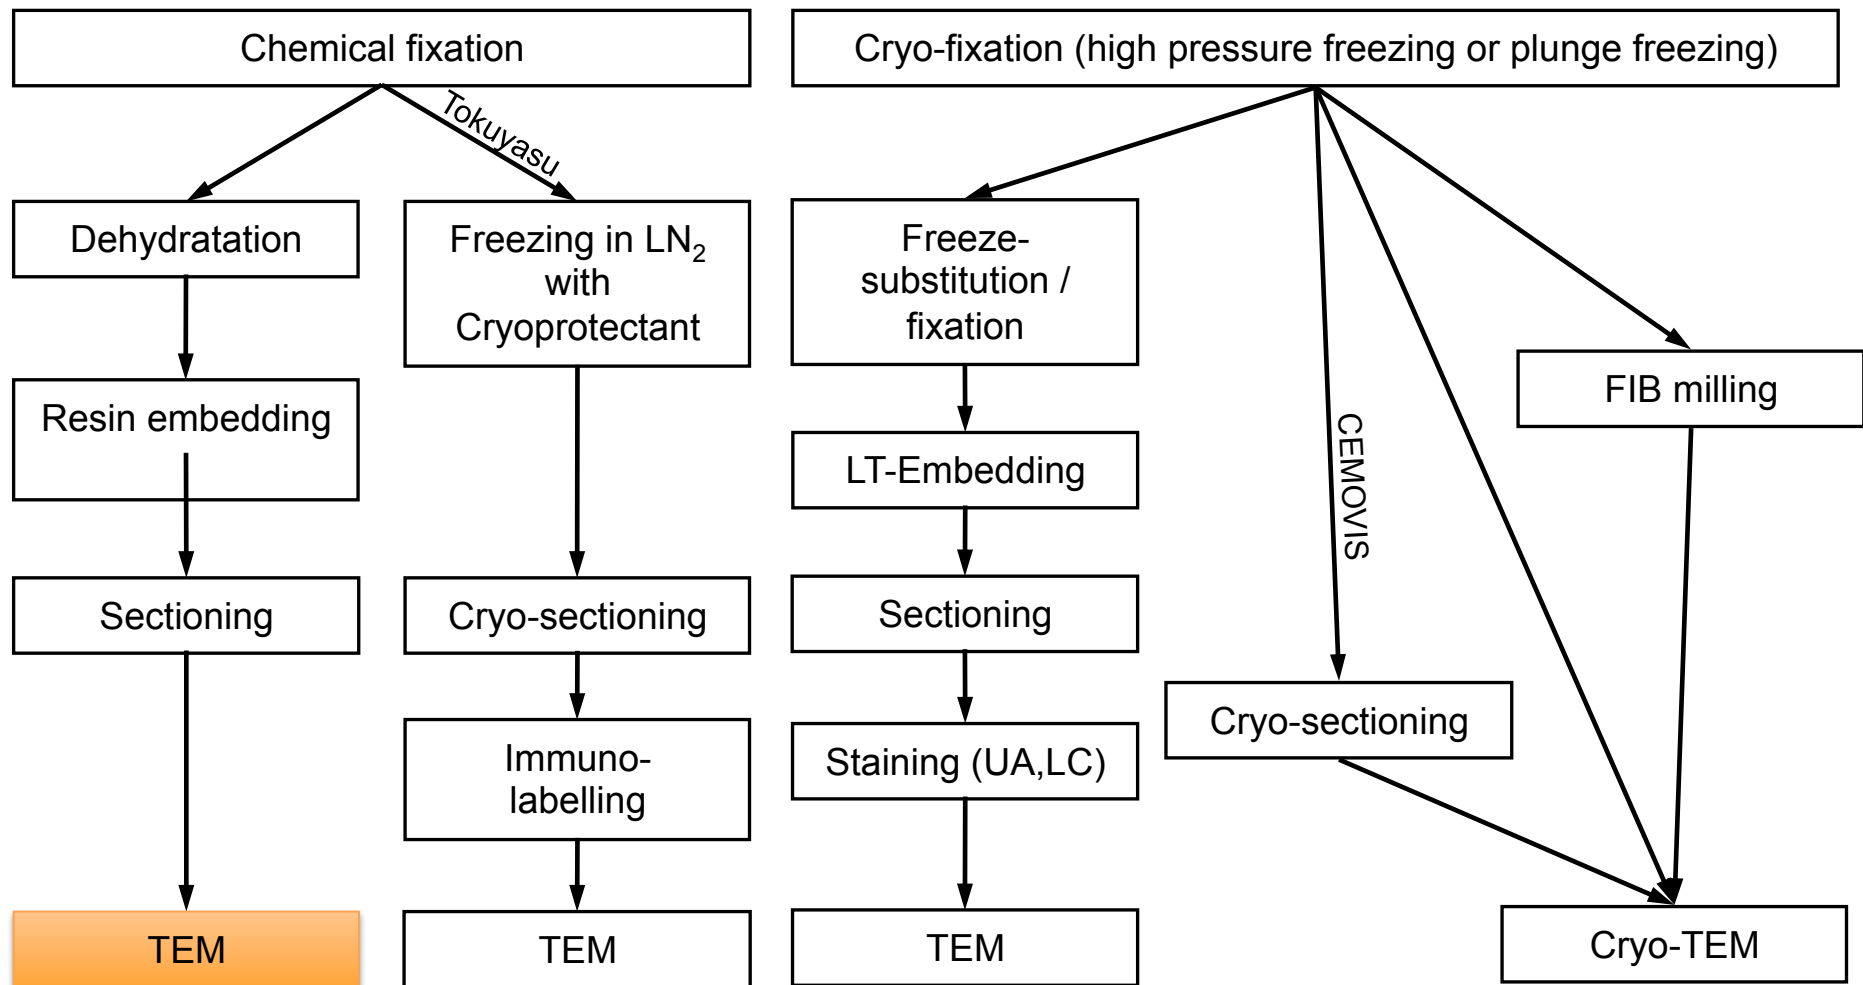 Chemical fixation
Cryo-fixation (high pressure freezing or plunge freezing)
Tokuyasu
Dehydratation
Freezing in LN₂
with
Cryoprotectant
Freeze-
substitution /
fixation
FIB milling
Resin embedding
LT-Embedding
CEMOVIS
Sectioning
Cryo-sectioning
Sectioning
Cryo-sectioning
Immuno-
labelling
Staining (UA,LC)
TEM
TEM
TEM
Cryo-TEM